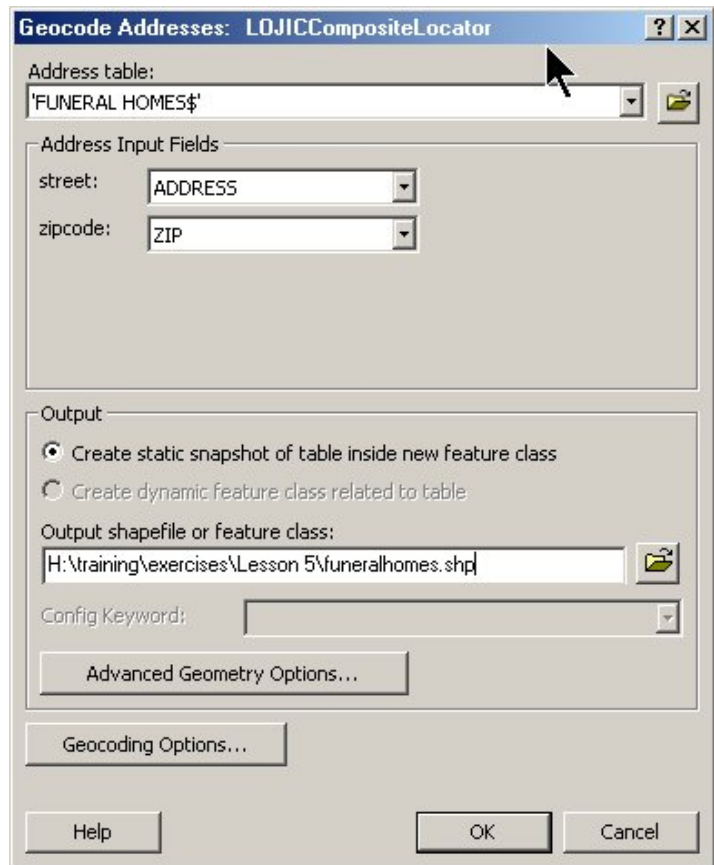 Geocode Addresses: LOJICCompositeLocator
Address table:
'FUNERAL HOMES$'
Address Input Fields
street: ADDRESS
zipcode: ZIP
Output
Create static snapshot of table inside new feature class
Create dynamic feature class related to table
Output shapefile or feature class:
H:\training\exercises\Lesson 5\funeralhomes.shp
Config Keyword:
Advanced Geometry Options...
Geocoding Options...
Help OK Cancel